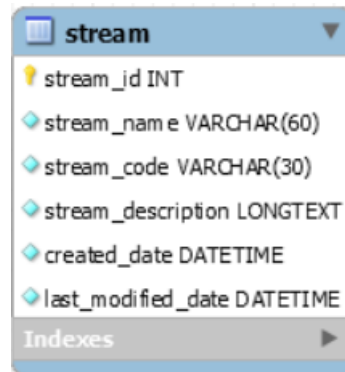 stream
stream_id INT
stream_name VARCHAR(60)
stream_code VARCHAR(30)
stream_description LONGTEXT
created_date DATETIME
last_modified_date DATETIME
Indexes